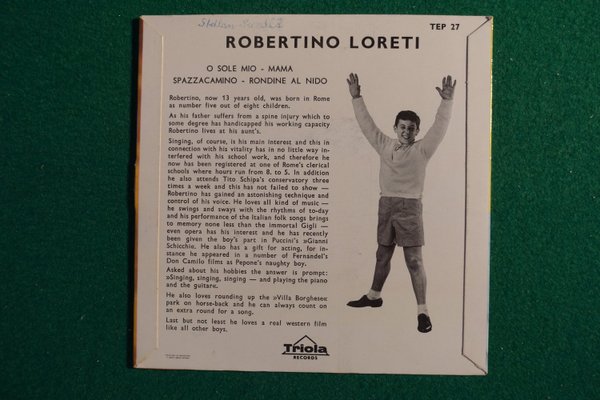 TEP 27
ROBERTINO LORETI
O SOLE MIO - MAMA
SPAZZACAMINO - RONDINE AL NIDO
Robertino, now 13 years old, was born in Rome
as number five out of eight children.
As his father suffers from a spine injury which to
some degree has handicapped his working capacity
Robertino lives at his aunt's.
Singing, of course, is his main interest and this in
connection with his vitality has in no little way in-
terfered with his school work, and therefore he
now has been registered at one of Rome's clerical
schools where hours run from 8. to 5. In addition
he also attends Tito Schipa's conservatory three
times a week and this has not failed to show —
Robertino has gained an astonishing technique and
control of his voice. He loves all kind of music —
he swings and sways with the rhythms of to-day
and his performance of the Italian folk songs brings
to memory none less than the immortal Gigli —
even opera has his interest and he has recently
been given the boy's part in Puccini's »Gianni
Schicchi«. He also has a gift for acting, for in-
stance he appeared in a number of Fernandel's
Don Camilo films as Pepone's naughty boy.
Asked about his hobbies the answer is prompt:
»Singing, singing, singing — and playing the piano
and the guitar«.
He also loves rounding up the »Villa Borghese«
park on horse-back and he can always count on
an extra round for a song.
Last but not least he loves a real western film
like all other boys.
Triola
RECORDS